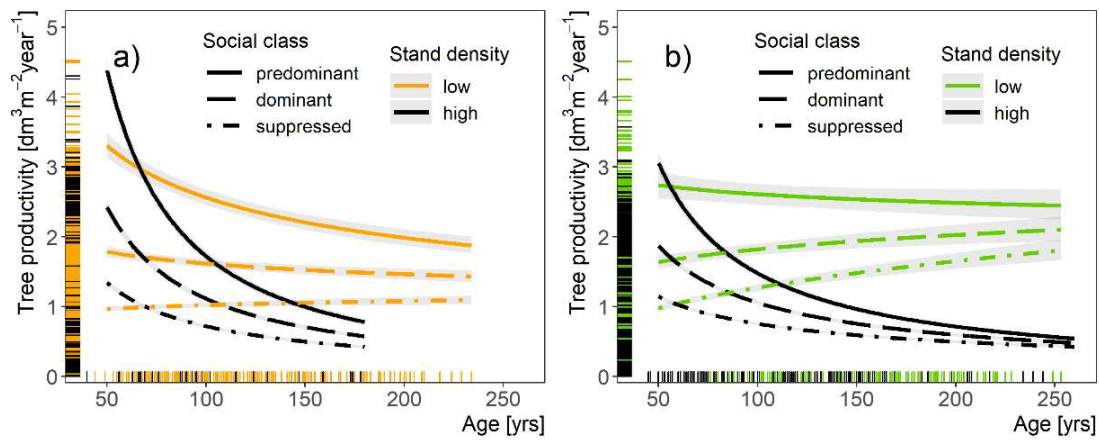 a)
Social class
predominant
dominant
suppressed
Stand density
low
high
Tree productivity [dm³m⁻²year⁻¹]
5
4
3
2
1
0
50
100
150
200
250
Age [yrs]
b)
Social class
predominant
dominant
suppressed
Stand density
low
high
Tree productivity [dm³m⁻²year⁻¹]
5
4
3
2
1
0
50
100
150
200
250
Age [yrs]